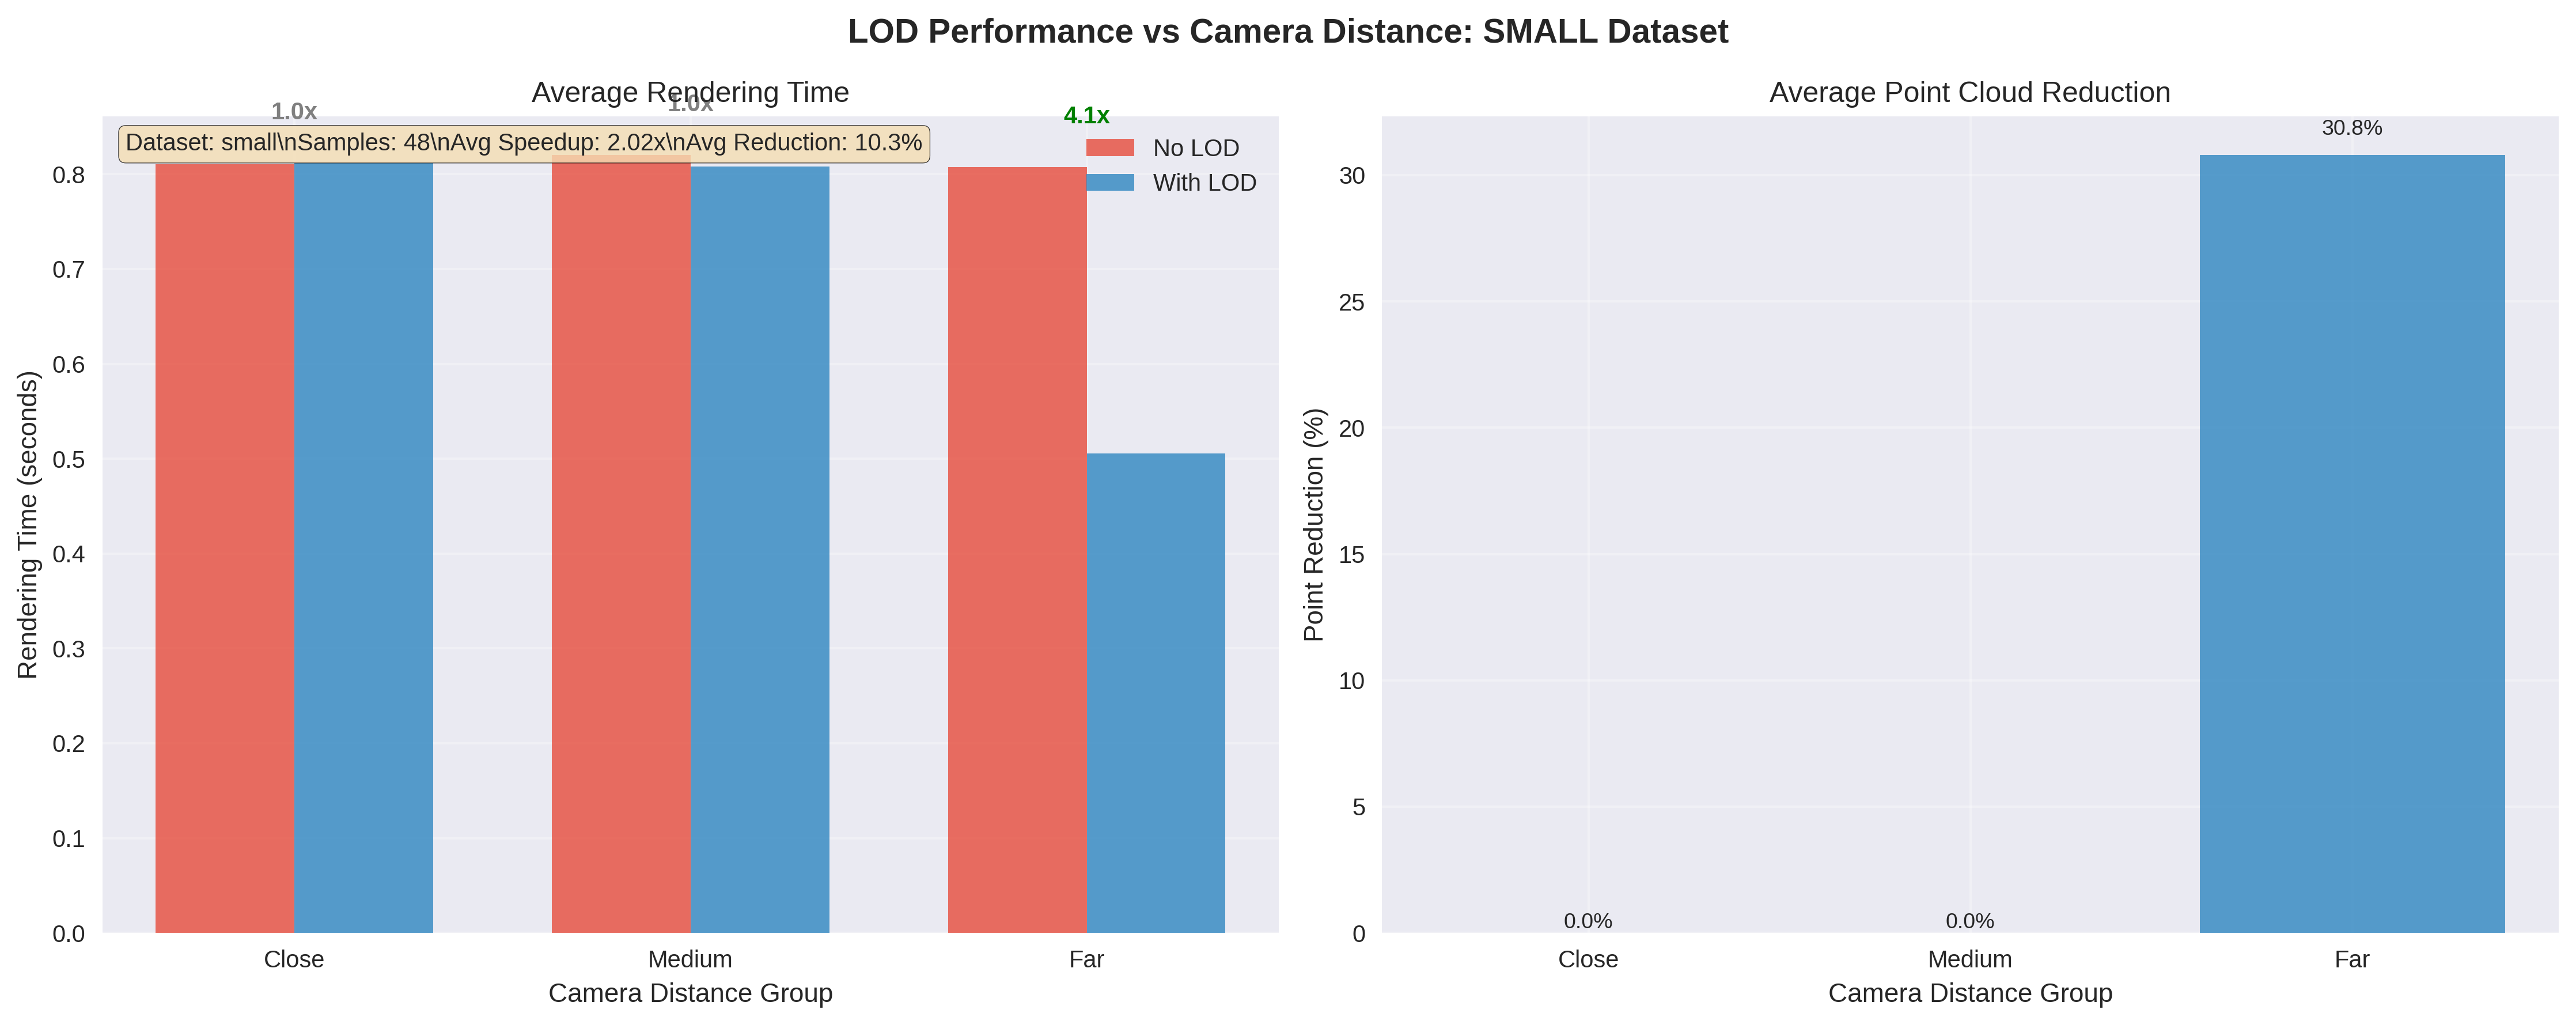 LOD Performance vs Camera Distance: SMALL Dataset
Average Rendering Time
1.0x
1.0x
4.1x
Dataset: small\nSamples: 48\nAvg Speedup: 2.02x\nAvg Reduction: 10.3%
No LOD
With LOD
Rendering Time (seconds)
0.8
0.7
0.6
0.5
0.4
0.3
0.2
0.1
0.0
Close
Medium
Far
Camera Distance Group
Average Point Cloud Reduction
Point Reduction (%)
30
25
20
15
10
5
0
0.0%
0.0%
30.8%
Close
Medium
Far
Camera Distance Group